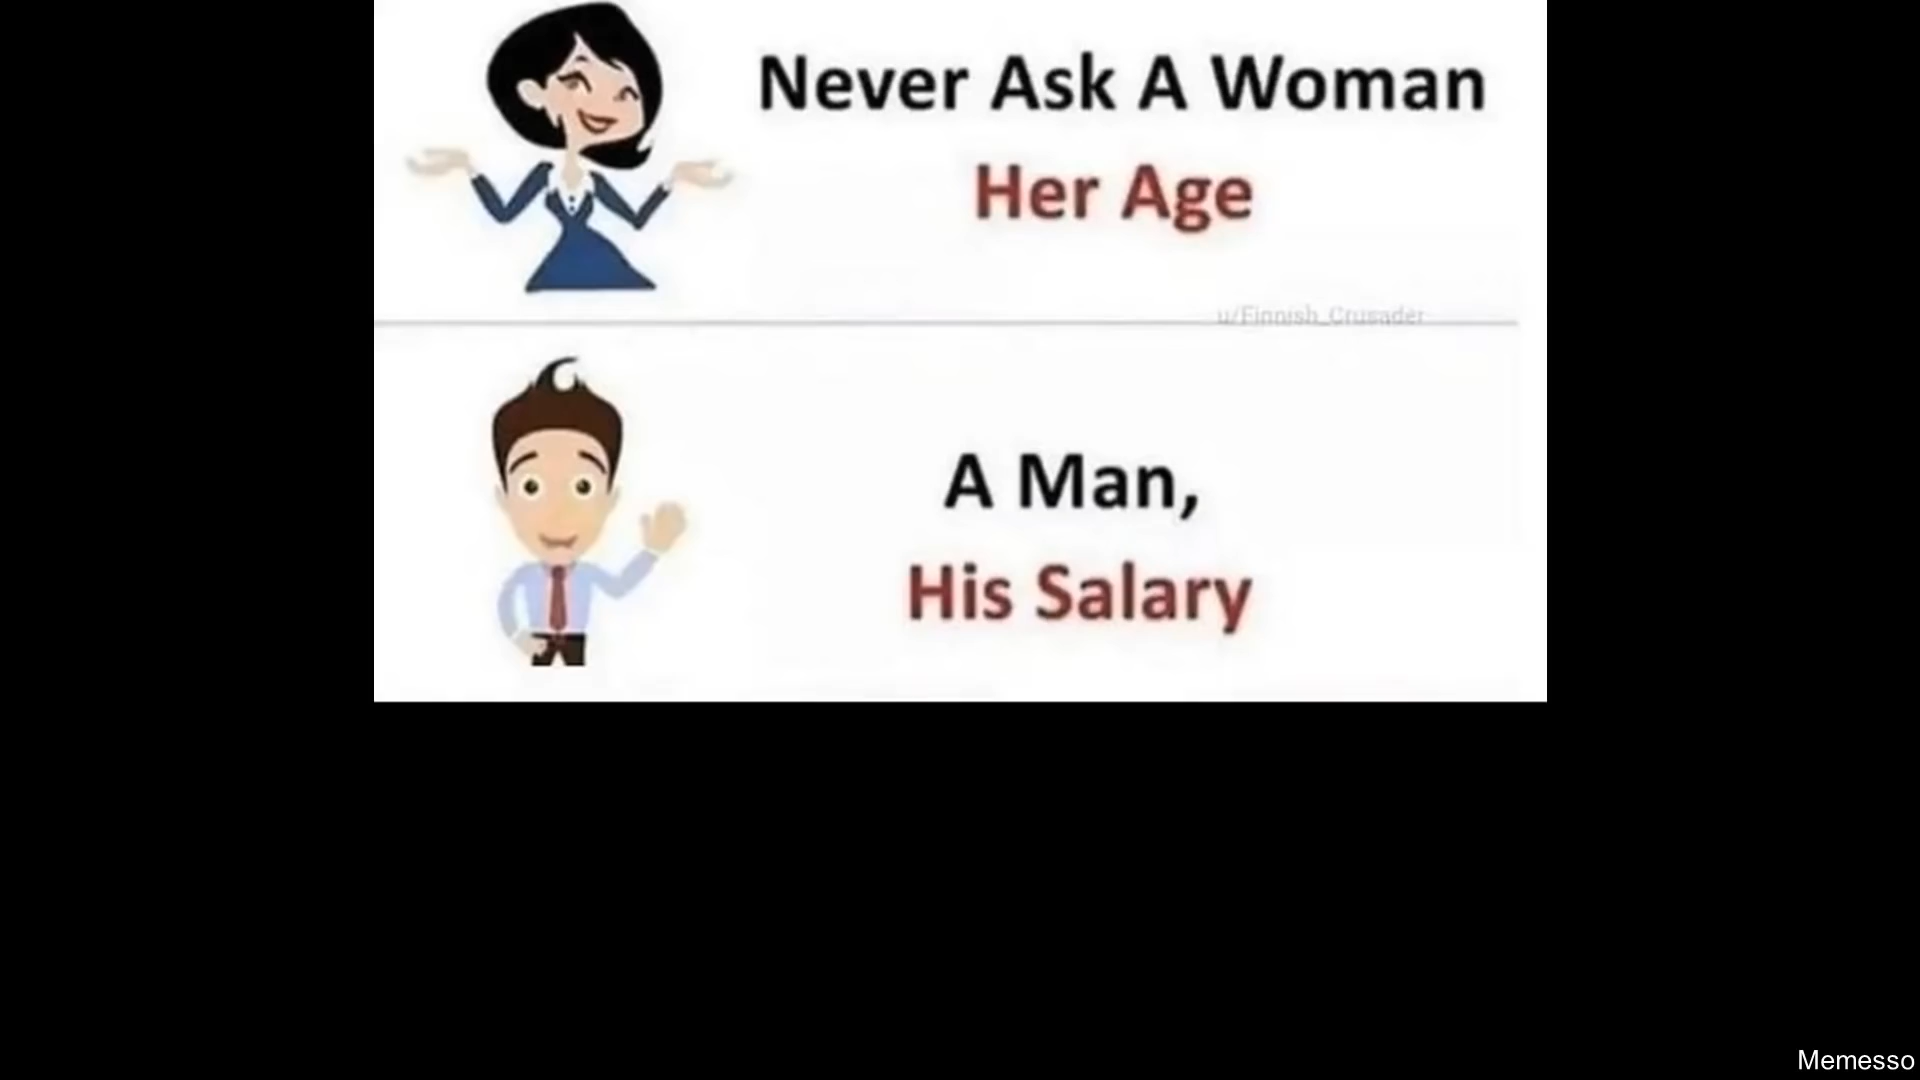 Never Ask A Woman
Her Age
u/Finnish_Crusader
A Man,
His Salary
Memesso